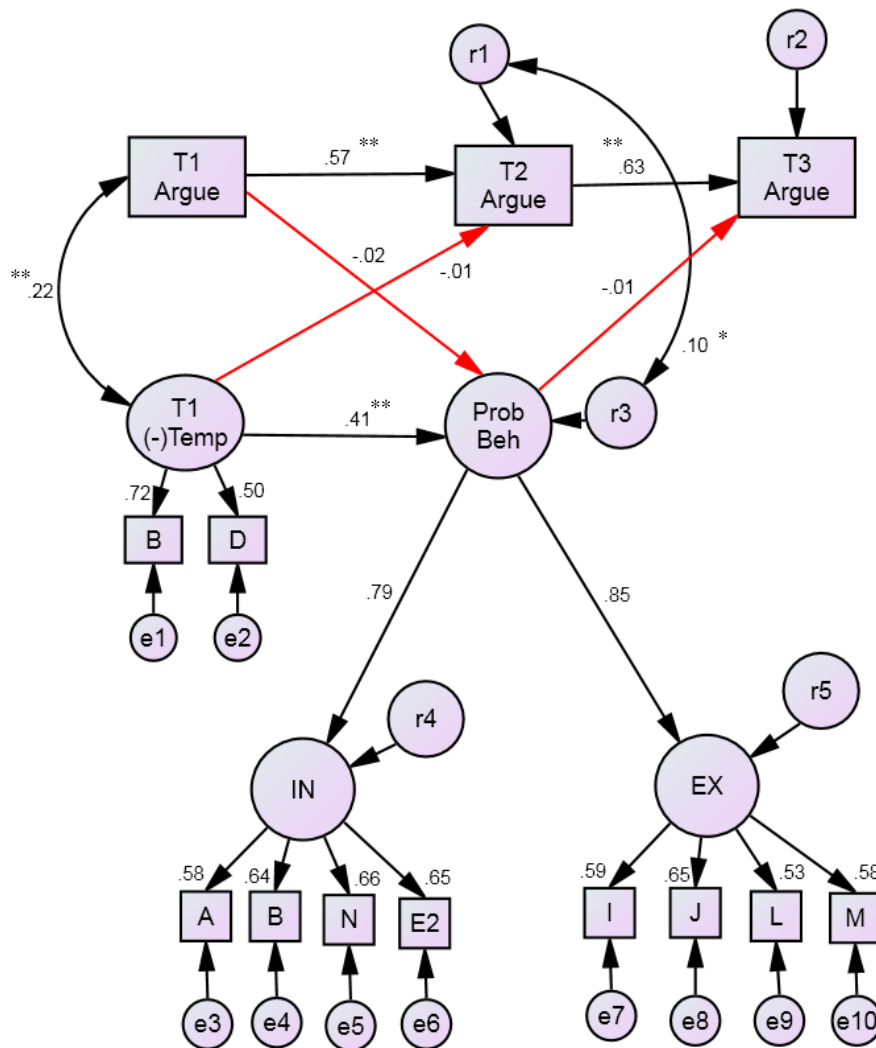 r1
r2
T1
Argue
.57 **
T2
Argue
**
.63
T3
Argue
** .22
-.02
-.01
-.01
.10 *
T1
(-)Temp
.41**
Prob
Beh
r3
.72
.50
B
D
e1
e2
.79
.85
r4
r5
IN
EX
.58
.64
.66
.65
.59
.65
.53
.58
A
B
N
E2
I
J
L
M
e3
e4
e5
e6
e7
e8
e9
e10